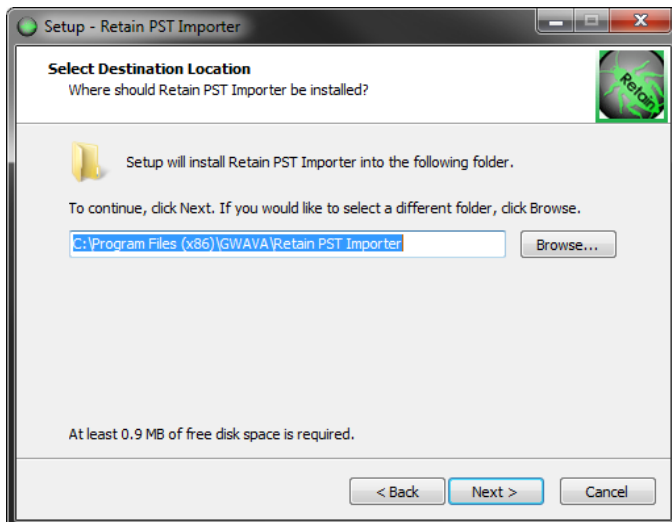 Setup - Retain PST Importer
Select Destination Location
Where should Retain PST Importer be installed?
Retain
Setup will install Retain PST Importer into the following folder.
To continue, click Next. If you would like to select a different folder, click Browse.
C:\Program Files (x86)\GWAVA\Retain PST Importer
Browse...
At least 0.9 MB of free disk space is required.
< Back
Next >
Cancel